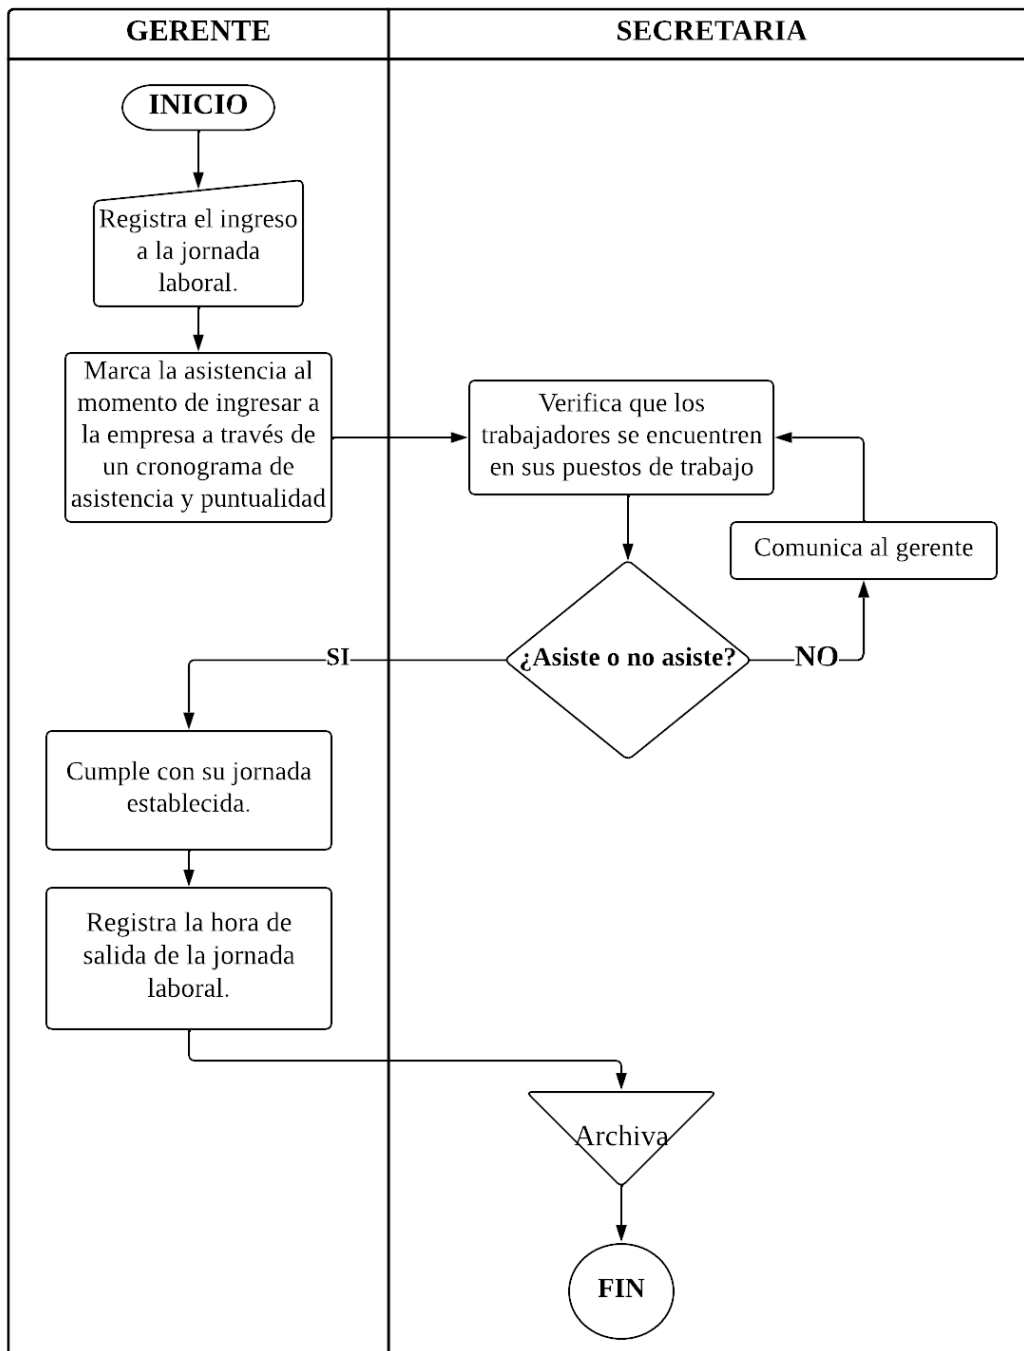 GERENTE
SECRETARIA
INICIO
Registra el ingreso
a la jornada
laboral.
Marca la asistencia al
momento de ingresar a
la empresa a través de
un cronograma de
asistencia y puntualidad
Verifica que los
trabajadores se encuentren
en sus puestos de trabajo
Comunica al gerente
¿Asiste o no asiste?
SI
NO
Cumple con su jornada
establecida.
Registra la hora de
salida de la jornada
laboral.
Archiva
FIN